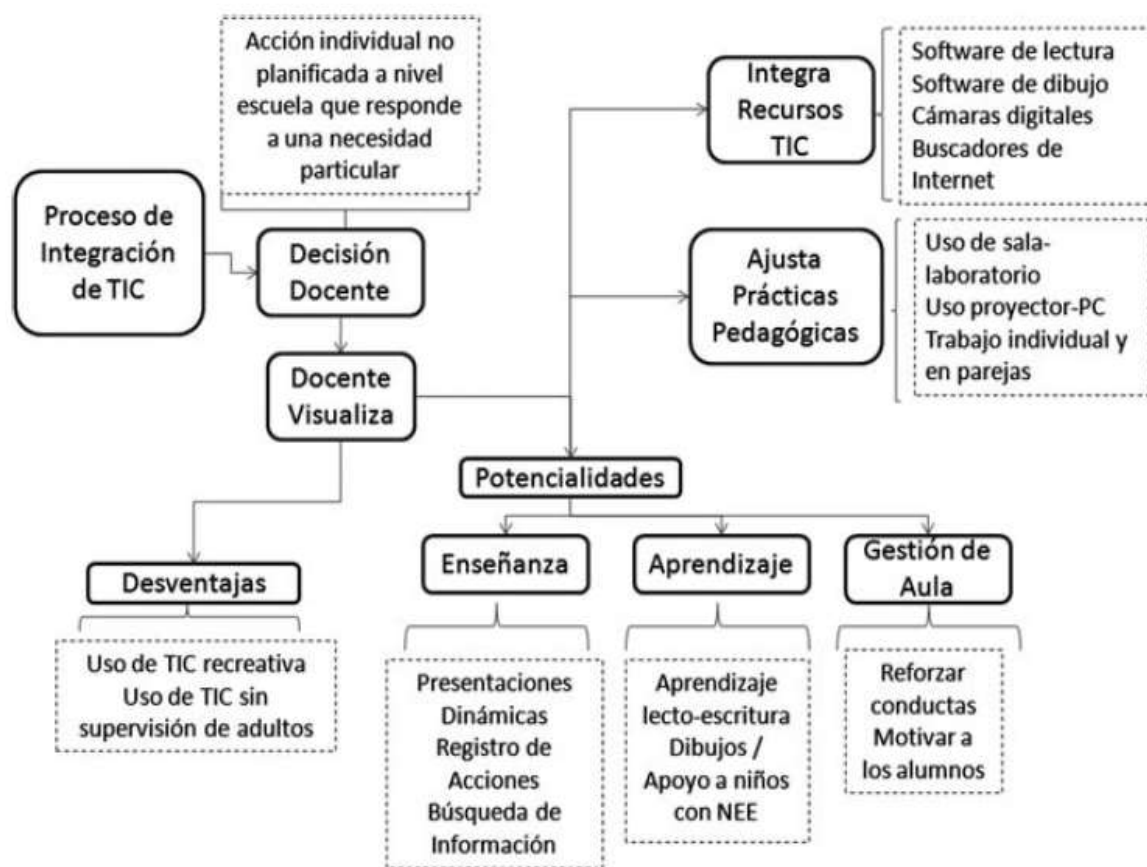 Acción individual no
planificada a nivel
escuela que responde
a una necesidad
particular
Proceso de
Integración
de TIC
Decisión
Docente
Docente
Visualiza
Integra
Recursos
TIC
Software de lectura
Software de dibujo
Cámaras digitales
Buscadores de
Internet
Ajusta
Prácticas
Pedagógicas
Uso de sala-
laboratorio
Uso proyector-PC
Trabajo individual y
en parejas
Potencialidades
Desventajas
Uso de TIC recreativa
Uso de TIC sin
supervisión de adultos
Enseñanza
Presentaciones
Dinámicas
Registro de
Acciones
Búsqueda de
Información
Aprendizaje
Aprendizaje
lecto-escritura
Dibujos /
Apoyo a niños
con NEE
Gestión de
Aula
Reforzar
conductas
Motivar a
los alumnos